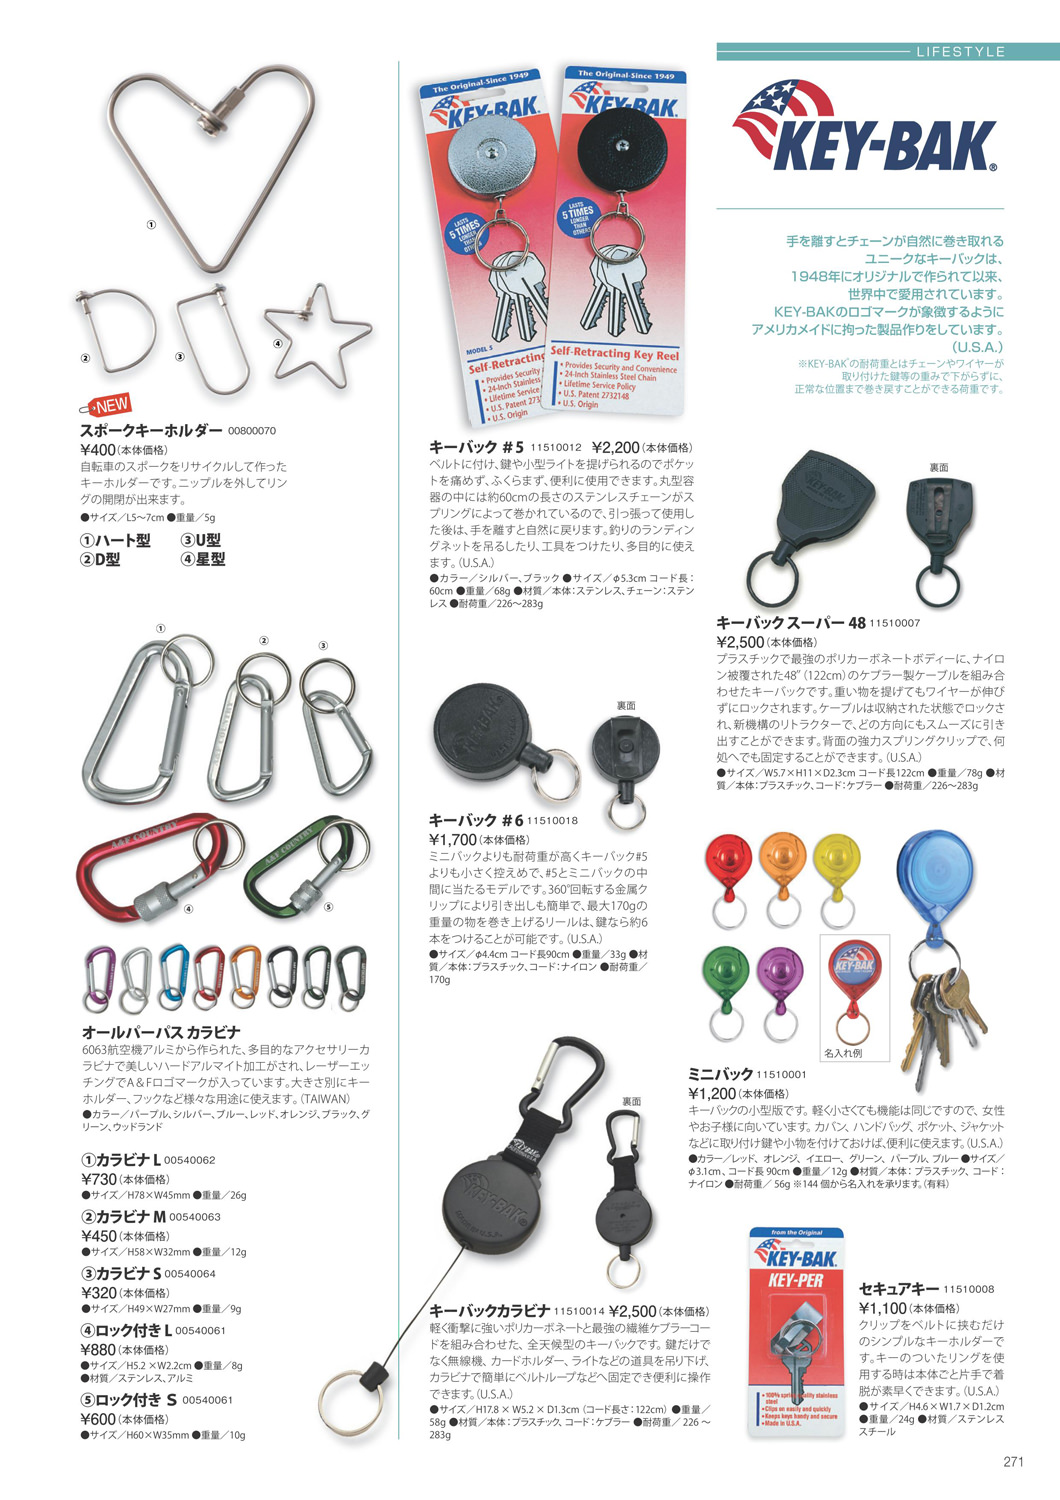 LIFESTYLE
①
②
③
④
NEW
スポークキーホルダー 00800070
¥400(本体価格)
自転車のスポークをリサイクルして作った
キーホルダーです。ニップルを外してリン
グの開閉が出来ます。
●サイズ／L5〜7cm ●重量／5g
①ハート型 ③U型
②D型 ④星型
①
②
③
A&F COUNTRY
A&F COUNTRY
④
⑤
オールパーパス カラビナ
6063航空機アルミから作られた、多目的なアクセサリーカ
ラビナで美しいハードアルマイト加工がされ、レーザーエッ
チングでA＆Fロゴマークが入っています。大きさ別にキー
ホルダー、フックなど様々な用途に使えます。（TAIWAN）
●カラー／パープル、シルバー、ブルー、レッド、オレンジ、ブラック、グ
リーン、ウッドランド
①カラビナ L 00540062
¥730(本体価格)
●サイズ／H78×W45mm ●重量／26g
②カラビナ M 00540063
¥450(本体価格)
●サイズ／H58×W32mm ●重量／12g
③カラビナ S 00540064
¥320(本体価格)
●サイズ／H49×W27mm ●重量／9g
④ロック付き L 00540061
¥880(本体価格)
●サイズ／H5.2 ×W2.2cm ●重量／8g
●材質／ステンレス、アルミ
⑤ロック付き S 00540061
¥600(本体価格)
●サイズ／H60×W35mm ●重量／10g
The Original-Since 1949
KEY-BAK
LASTS
5 TIMES
LONGER
THAN
OTHERS
MODEL 5
Self-Retracting
• Provides Security
• 24-Inch Stainless
• Lifetime Service
• U.S. Patent 273
• U.S. Origin
The Original-Since 1949
KEY-BAK
LASTS
5 TIMES
LONGER
THAN
OTHERS
Self-Retracting Key Reel
• Provides Security and Convenience
• 24-Inch Stainless Steel Chain
• Lifetime Service Policy
• U.S. Patent 2732148
• U.S. Origin
キーバック ＃5 11510012 ¥2,200(本体価格)
ベルトに付け、鍵や小型ライトを提げられるのでポケッ
トを痛めず、ふくらまず、便利に使用できます。丸型容
器の中には約60cmの長さのステンレスチェーンがス
プリングによって巻かれているので、引っ張って使用し
た後は、手を離すと自然に戻ります。釣りのランディン
グネットを吊るしたり、工具をつけたり、多目的に使え
ます。（U.S.A.）
●カラー／シルバー、ブラック ●サイズ／φ5.3cm コード長：
60cm ●重量／68g ●材質／本体：ステンレス、チェーン：ステン
レス ●耐荷重／226〜283g
KEY-BAK
裏面
キーバック ＃6 11510018
¥1,700(本体価格)
ミニバックよりも耐荷重が高くキーバック#5
よりも小さく控えめで、#5とミニバックの中
間に当たるモデルです。360°回転する金属ク
リップにより引き出しも簡単で、最大170gの
重量の物を巻き上げるリールは、鍵なら約6
本をつけることが可能です。（U.S.A.）
●サイズ／φ4.4cm コード長90cm ●重量／33g ●材
質／本体：プラスチック、コード：ナイロン ●耐荷重／
170g
KEY-BAK
KEY-BAK
裏面
キーバックカラビナ 11510014 ¥2,500(本体価格)
軽く衝撃に強いポリカーボネートと最強の繊維ケブラーコー
ドを組み合わせた、全天候型のキーバックです。鍵だけで
なく無線機、カードホルダー、ライトなどの道具を吊り下げ、
カラビナで簡単にベルトループなどへ固定でき便利に操作
できます。（U.S.A.）
●サイズ／H17.8 × W5.2 × D1.3cm（コード長さ：122cm）●重量／
58g ●材質／本体：プラスチック、コード：ケブラー ●耐荷重／ 226 〜
283g
KEY-BAK®
手を離すとチェーンが自然に巻き取れる
ユニークなキーバックは、
1948年にオリジナルで作られて以来、
世界中で愛用されています。
KEY-BAKのロゴマークが象徴するように
アメリカメイドに拘った製品作りをしています。
（U.S.A.）
※KEY-BAK®の耐荷重とはチェーンやワイヤーが
取り付けた鍵等の重みで下がらずに、
正常な位置まで巻き戻すことができる荷重です。
裏面
キーバック スーパー 48 11510007
¥2,500(本体価格)
プラスチックで最強のポリカーボネートボディーに、ナイロ
ン被覆された48”（122cm）のケブラー製ケーブルを組み合
わせたキーバックです。重い物を提げてもワイヤーが伸び
ずにロックされます。ケーブルは収納された状態でロックさ
れ、新機構のリトラクターで、どの方向にもスムーズに引き
出すことができます。背面の強力スプリングクリップで、何
処へでも固定することができます。（U.S.A.）
●サイズ／W5.7×H11×D2.3cm コード長122cm ●重量／78g ●材
質／本体：プラスチック、コード：ケブラー ●耐荷重／226〜283g
KEY-BAK
名入れ例
ミニバック 11510001
¥1,200(本体価格)
キーバックの小型版です。 軽く小さくても機能は同じですので、女性
やお子様に向いています。カバン、ハンドバッグ、ポケット、ジャケット
などに取り付け鍵や小物を付けておけば、便利に使えます。（U.S.A.）
●カラー／レッド、オレンジ、イエロー、グリーン、パープル、ブルー ●サイズ／
φ3.1cm、コード長 90cm ●重量／12g ●材質／本体：プラスチック、コード：
ナイロン ●耐荷重／ 56g ※144 個から名入れを承ります。（有料）
from the Original
KEY-BAK.
KEY-PER
• 100% spring quality stainless
steel
• Clips on easily and quickly
• Keeps keys handy and secure
• Made in U.S.A.
セキュアキー 11510008
¥1,100(本体価格)
クリップをベルトに挟むだけ
のシンプルなキーホルダーで
す。キーのついたリングを使
用する時は本体ごと片手で着
脱が素早くできます。（U.S.A.）
●サイズ／H4.6×W1.7×D1.2cm
●重量／24g ●材質／ステンレス
スチール
271